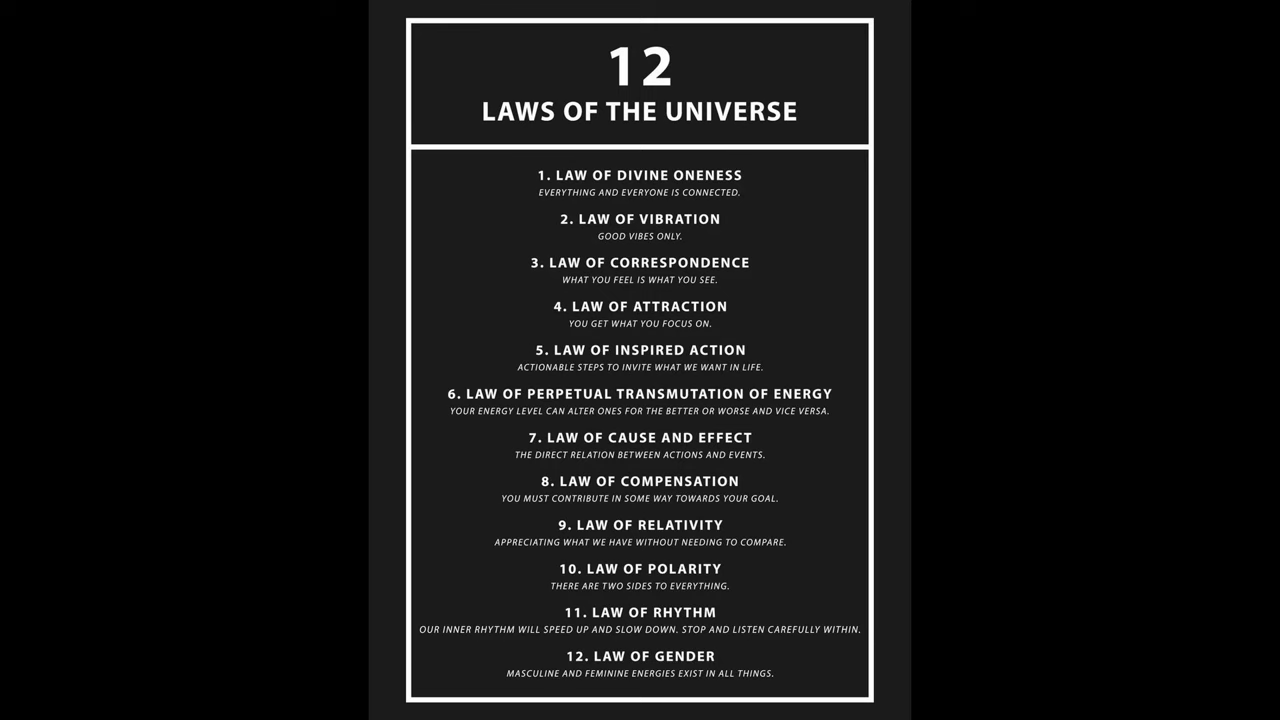 12
LAWS OF THE UNIVERSE
1. LAW OF DIVINE ONENESS
EVERYTHING AND EVERYONE IS CONNECTED.
2. LAW OF VIBRATION
GOOD VIBES ONLY.
3. LAW OF CORRESPONDENCE
WHAT YOU FEEL IS WHAT YOU SEE.
4. LAW OF ATTRACTION
YOU GET WHAT YOU FOCUS ON.
5. LAW OF INSPIRED ACTION
ACTIONABLE STEPS TO INVITE WHAT WE WANT IN LIFE.
6. LAW OF PERPETUAL TRANSMUTATION OF ENERGY
YOUR ENERGY LEVEL CAN ALTER ONES FOR THE BETTER OR WORSE AND VICE VERSA.
7. LAW OF CAUSE AND EFFECT
THE DIRECT RELATION BETWEEN ACTIONS AND EVENTS.
8. LAW OF COMPENSATION
YOU MUST CONTRIBUTE IN SOME WAY TOWARDS YOUR GOAL.
9. LAW OF RELATIVITY
APPRECIATING WHAT WE HAVE WITHOUT NEEDING TO COMPARE.
10. LAW OF POLARITY
THERE ARE TWO SIDES TO EVERYTHING.
11. LAW OF RHYTHM
OUR INNER RHYTHM WILL SPEED UP AND SLOW DOWN. STOP AND LISTEN CAREFULLY WITHIN.
12. LAW OF GENDER
MASCULINE AND FEMININE ENERGIES EXIST IN ALL THINGS.